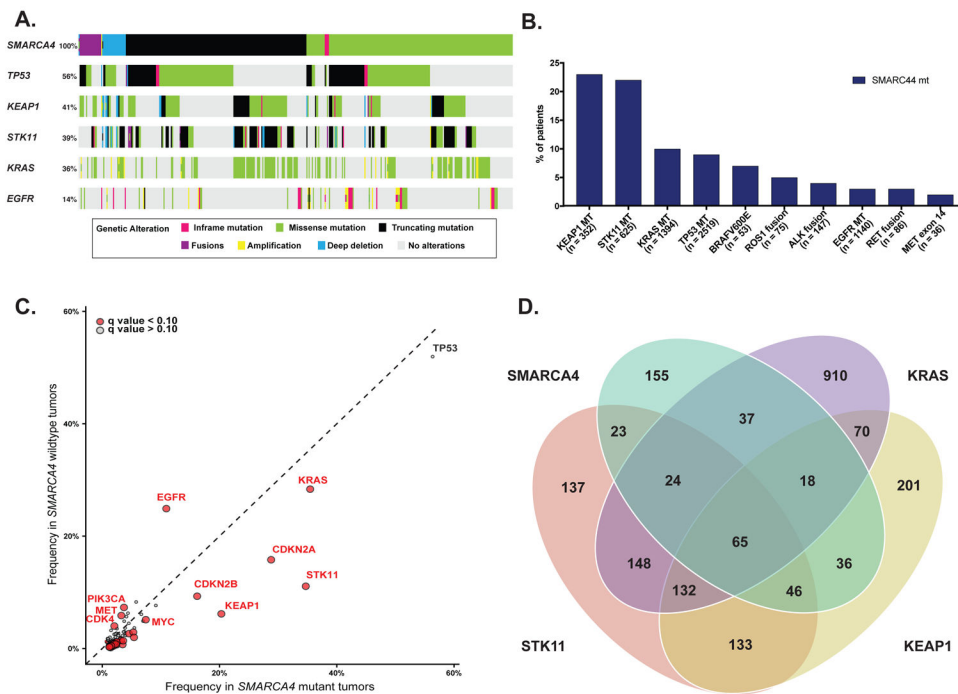 A.
SMARCA4 100%
TP53 56%
KEAP1 41%
STK11 39%
KRAS 36%
EGFR 14%
Genetic Alteration Inframe mutation Missense mutation Truncating mutation
Fusions Amplification Deep deletion No alterations
B.
% of patients
25
20
15
10
5
0
SMARC44 mt
KEAP1 MT
(n = 352)
STK11 MT
(n = 625)
KRAS MT
(n = 1394)
TP53 MT
(n = 2519)
BRAFV600E
(n = 53)
ROS1 fusion
(n = 75)
ALK fusion
(n = 147)
EGFR MT
(n = 1140)
RET fusion
(n = 86)
MET exon 14
(n = 36)
C.
Frequency in SMARCA4 wildtype tumors
60%
40%
20%
0%
q value < 0.10
q value > 0.10
TP53
EGFR
KRAS
CDKN2A
STK11
CDKN2B
KEAP1
PIK3CA
MET
CDK4
MYC
0% 20% 40% 60%
Frequency in SMARCA4 mutant tumors
D.
SMARCA4 155 910 KRAS
37
23 70
137 24 18 201
65
148 36
132 46
STK11 133 KEAP1